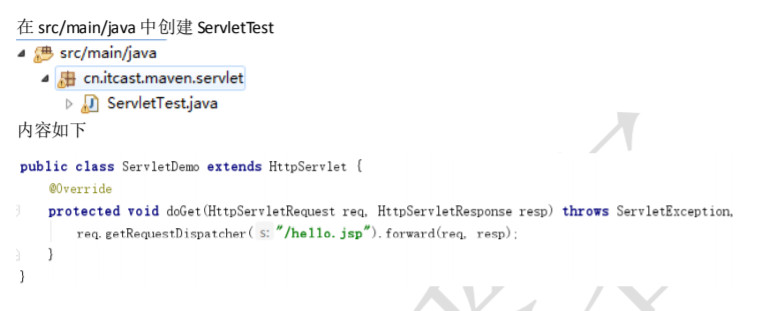 在 src/main/java 中创建 ServletTest
src/main/java
cn.itcast.maven.servlet
ServletTest.java
内容如下
public class ServletDemo extends HttpServlet {
@Override
protected void doGet(HttpServletRequest req, HttpServletResponse resp) throws ServletException,
req.getRequestDispatcher( s: "/hello.jsp").forward(req, resp);
}
}